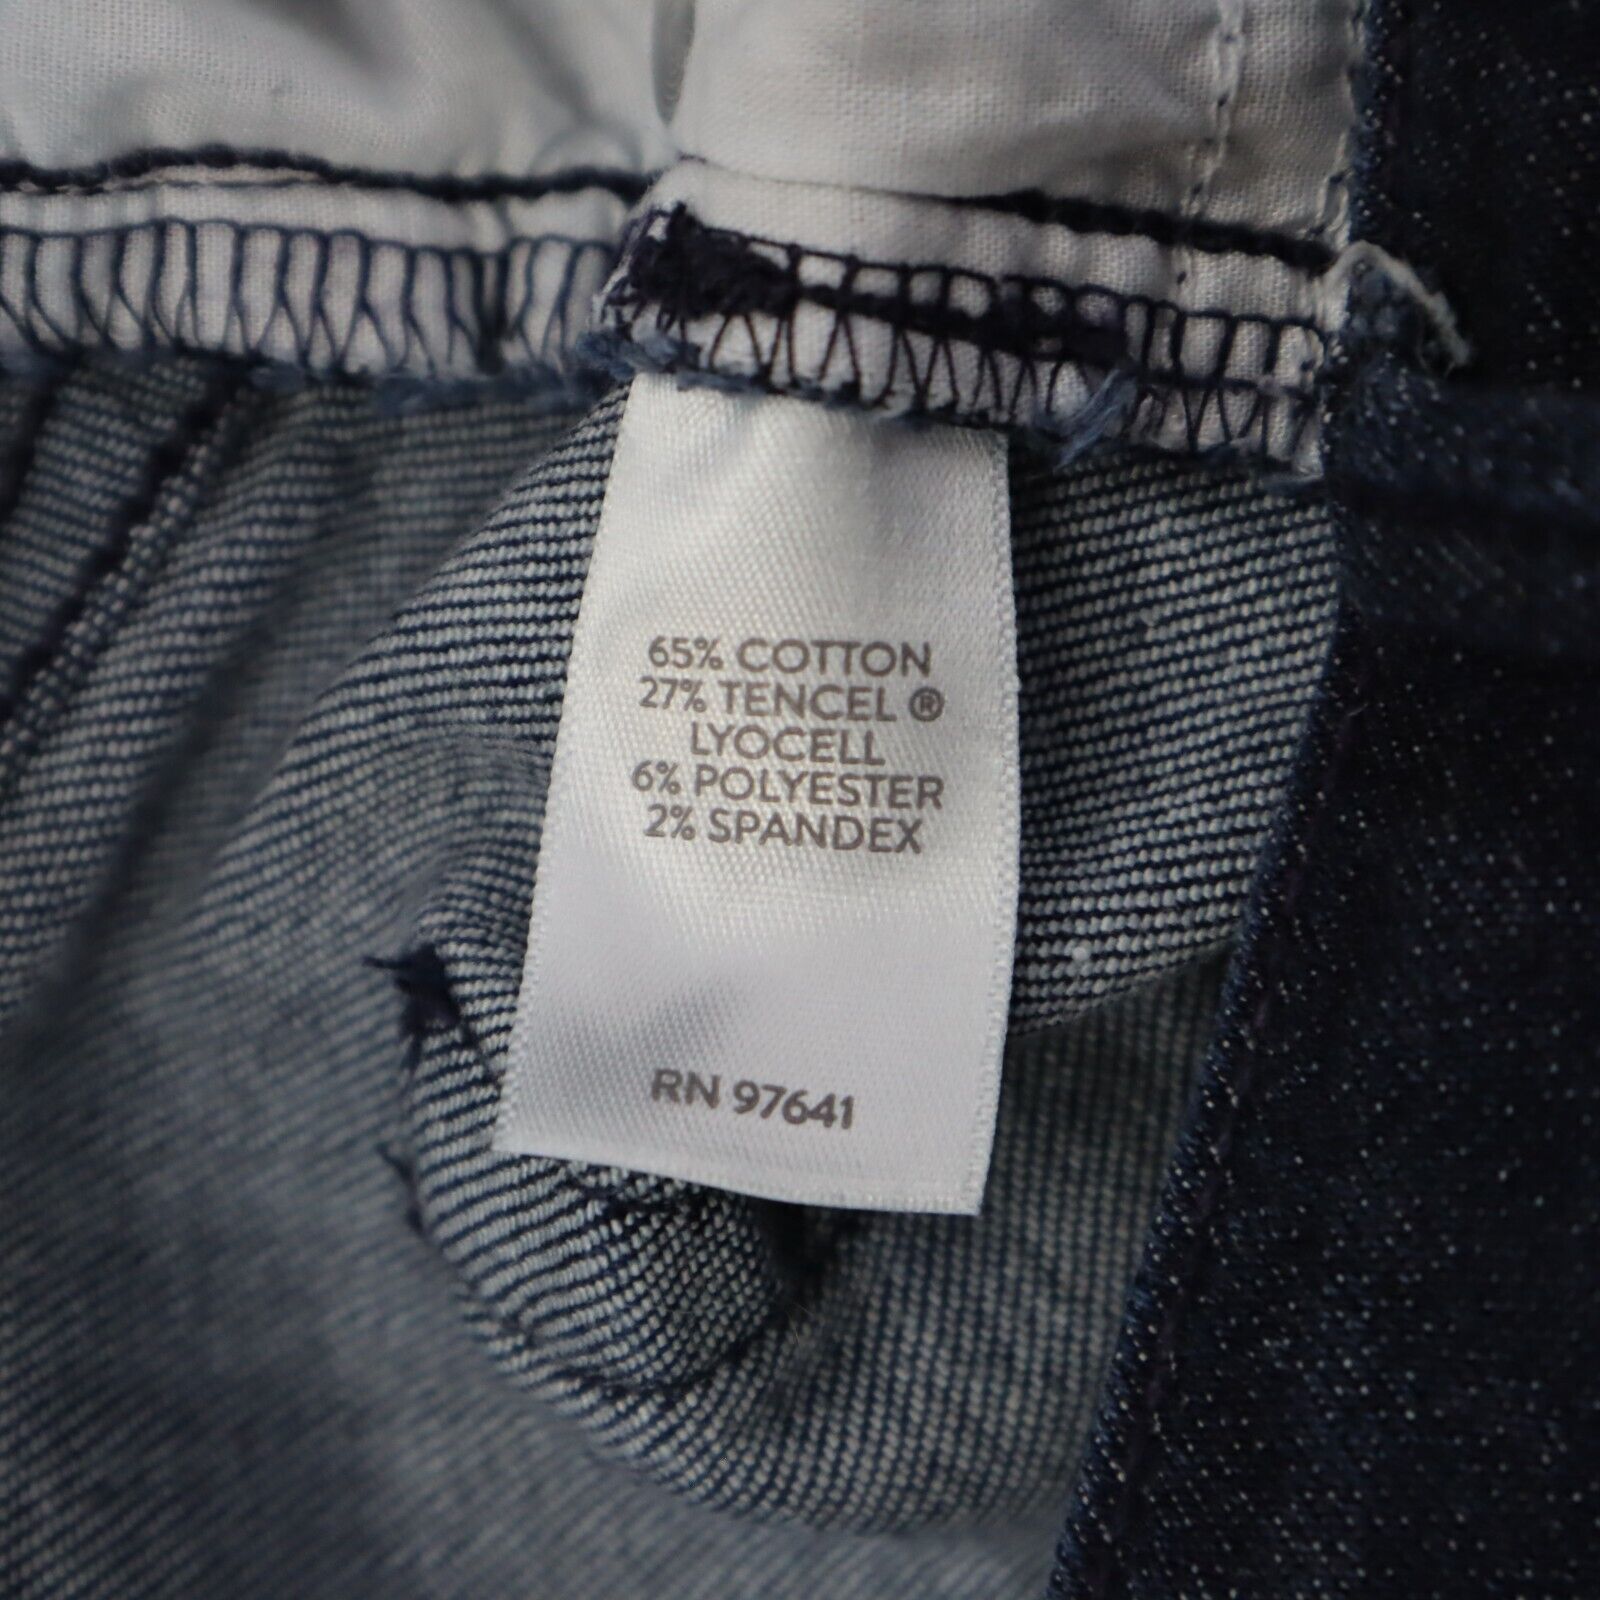 65% COTTON
27% TENCEL ®
LYOCELL
6% POLYESTER
2% SPANDEX
RN 97641